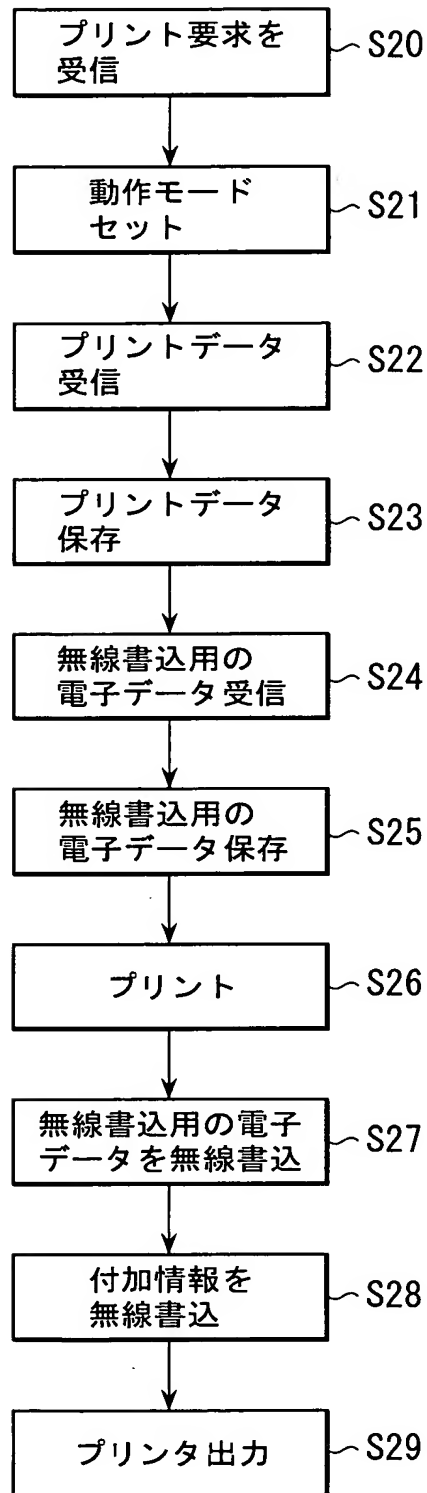 プリント要求を
受信
S20
動作モード
セット
S21
プリントデータ
受信
S22
プリントデータ
保存
S23
無線書込用の
電子データ受信
S24
無線書込用の
電子データ保存
S25
プリント
S26
無線書込用の電子
データを無線書込
S27
付加情報を
無線書込
S28
プリンタ出力
S29